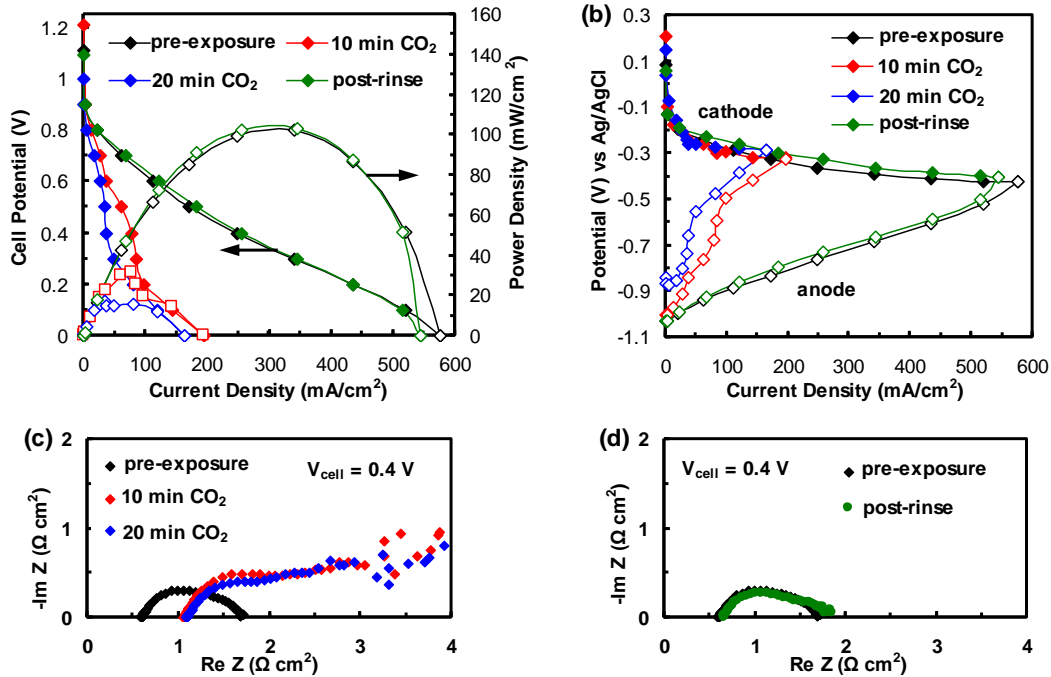 1.2
1
0.8
0.6
0.4
0.2
0
Cell Potential (V)
160
140
120
100
80
60
40
20
0
Power Density (mW/cm²)
pre-exposure
10 min CO₂
20 min CO₂
post-rinse
0 100 200 300 400 500 600
Current Density (mA/cm²)
(b)
0.3
0.1
-0.1
-0.3
-0.5
-0.7
-0.9
-1.1
Potential (V) vs Ag/AgCl
pre-exposure
10 min CO₂
20 min CO₂
post-rinse
cathode
anode
0 100 200 300 400 500 600
Current Density (mA/cm²)
(c)
2
1
0
-Im Z (Ω cm²)
pre-exposure
10 min CO₂
20 min CO₂
V cell = 0.4 V
0 1 2 3 4
Re Z (Ω cm²)
(d)
2
1
0
-Im Z (Ω cm²)
V cell = 0.4 V
pre-exposure
post-rinse
0 1 2 3 4
Re Z (Ω cm²)